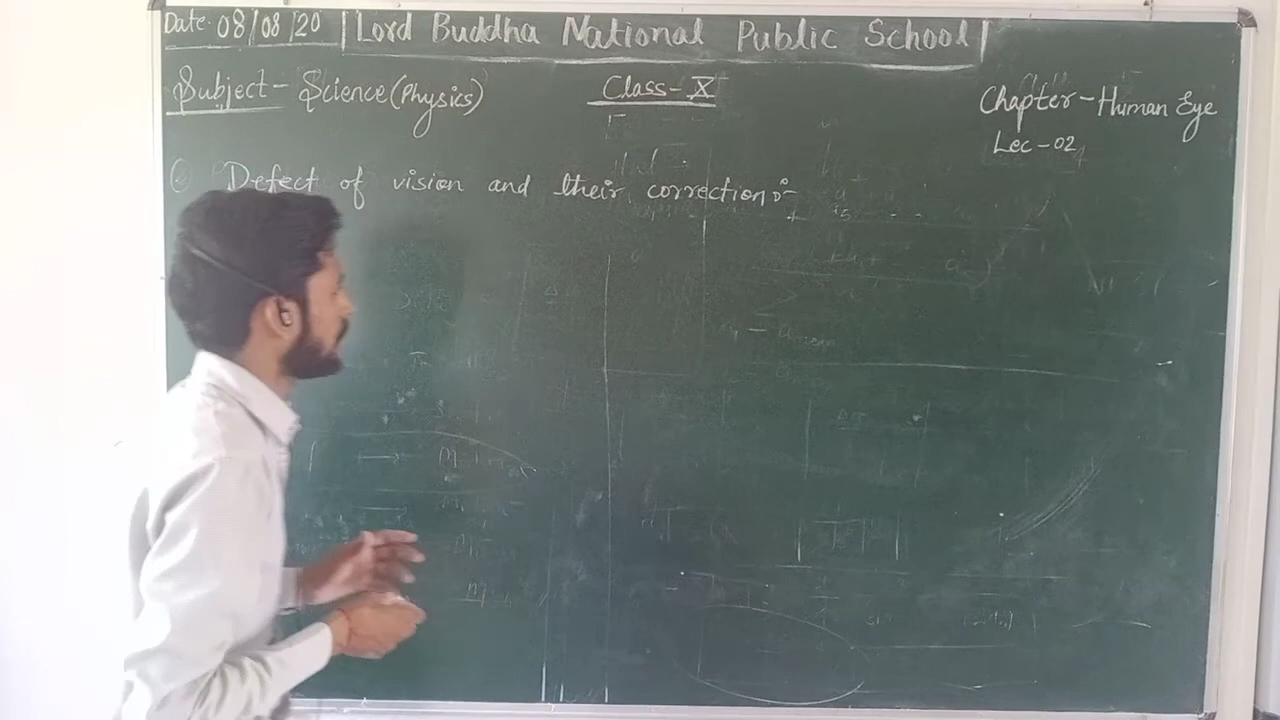 Date. 08/08/20 | Lord Buddha National Public School |
Subject - Science (Physics)
Class - X
Chapter - Human Eye
Lec - 02
Defect of vision and their correction :-